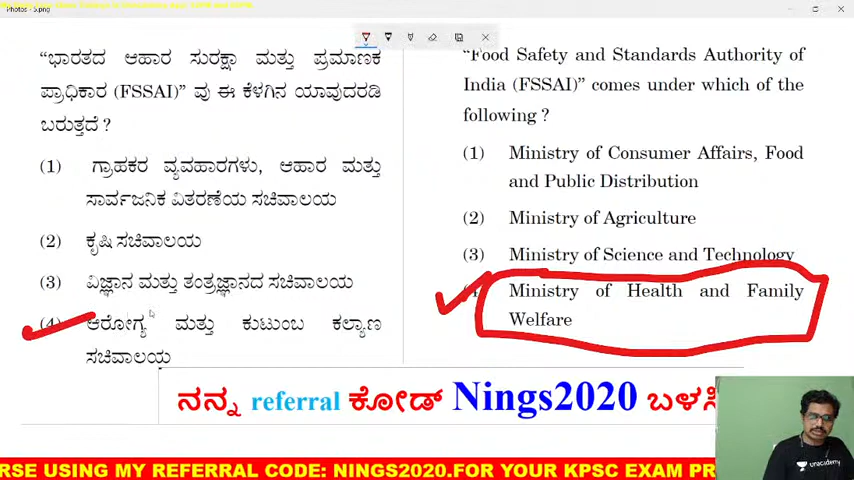 Photos - 5.png
“ಭಾರತದ ಆಹಾರ ಸುರಕ್ಷಾ ಮತ್ತು ಪ್ರಮಾಣಕ
ಪ್ರಾಧಿಕಾರ (FSSAI)” ವು ಈ ಕೆಳಗಿನ ಯಾವುದರಡಿ
ಬರುತ್ತದೆ ?
(1) ಗ್ರಾಹಕರ ವ್ಯವಹಾರಗಳು, ಆಹಾರ ಮತ್ತು
ಸಾರ್ವಜನಿಕ ವಿತರಣೆಯ ಸಚಿವಾಲಯ
(2) ಕೃಷಿ ಸಚಿವಾಲಯ
(3) ವಿಜ್ಞಾನ ಮತ್ತು ತಂತ್ರಜ್ಞಾನದ ಸಚಿವಾಲಯ
(4) ಆರೋಗ್ಯ ಮತ್ತು ಕುಟುಂಬ ಕಲ್ಯಾಣ
ಸಚಿವಾಲಯ
“Food Safety and Standards Authority of
India (FSSAI)” comes under which of the
following ?
(1) Ministry of Consumer Affairs, Food
and Public Distribution
(2) Ministry of Agriculture
(3) Ministry of Science and Technology
Ministry of Health and Family
Welfare
ನನ್ನ referral ಕೋಡ್ Nings2020
unacademy
RSE USING MY REFERRAL CODE: NINGS2020.FOR YOUR KPSC EXAM PR